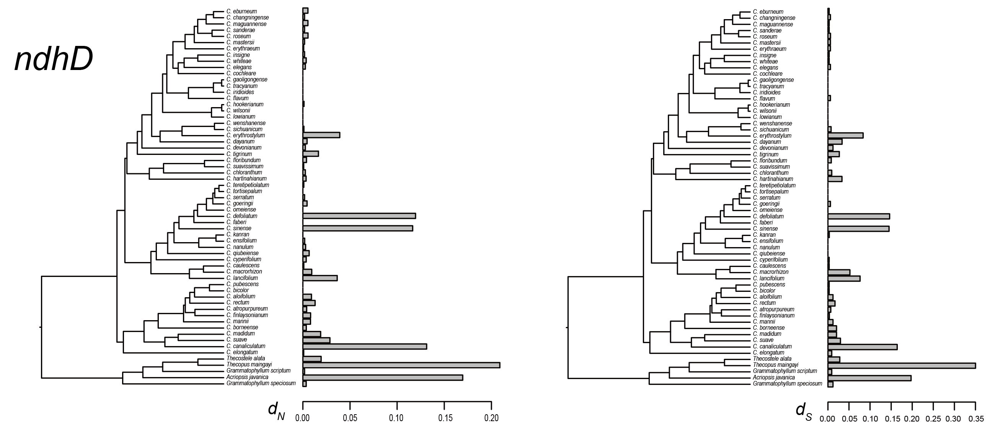 ndhD
C. eburneum
C. changningense
C. maguannense
C. sanderae
C. roseum
C. mastersii
C. erythraeum
C. insigne
C. whiteae
C. elegans
C. cochleare
C. gaoligongense
C. tracyanum
C. iridioides
C. flavum
C. hookerianum
C. wilsonii
C. lowianum
C. wenshanense
C. sichuanicum
C. erythrostylum
C. dayanum
C. devonianum
C. tigrinum
C. floribundum
C. suavissimum
C. chloranthum
C. hartinahianum
C. teretipetiolatum
C. tortisepalum
C. serratum
C. goeringii
C. omeiense
C. defoliatum
C. faberi
C. sinense
C. kanran
C. ensifolium
C. nanulum
C. qiubeiense
C. cyperifolium
C. caulescens
C. macrorhizon
C. lancifolium
C. pubescens
C. bicolor
C. aloifolium
C. rectum
C. atropurpureum
C. finlaysonianum
C. mannii
C. borneense
C. madidum
C. suave
C. canaliculatum
C. elongatum
Thecostele alata
Thecopus maingayi
Grammatophyllum scriptum
Acriopsis javanica
Grammatophyllum speciosum
dN
0.00 0.05 0.10 0.15 0.20
C. eburneum
C. changningense
C. maguannense
C. sanderae
C. roseum
C. mastersii
C. erythraeum
C. insigne
C. whiteae
C. elegans
C. cochleare
C. gaoligongense
C. tracyanum
C. iridioides
C. flavum
C. hookerianum
C. wilsonii
C. lowianum
C. wenshanense
C. sichuanicum
C. erythrostylum
C. dayanum
C. devonianum
C. tigrinum
C. floribundum
C. suavissimum
C. chloranthum
C. hartinahianum
C. teretipetiolatum
C. tortisepalum
C. serratum
C. goeringii
C. omeiense
C. defoliatum
C. faberi
C. sinense
C. kanran
C. ensifolium
C. nanulum
C. qiubeiense
C. cyperifolium
C. caulescens
C. macrorhizon
C. lancifolium
C. pubescens
C. bicolor
C. aloifolium
C. rectum
C. atropurpureum
C. finlaysonianum
C. mannii
C. borneense
C. madidum
C. suave
C. canaliculatum
C. elongatum
Thecostele alata
Thecopus maingayi
Grammatophyllum scriptum
Acriopsis javanica
Grammatophyllum speciosum
dS
0.00 0.05 0.10 0.15 0.20 0.25 0.30 0.35